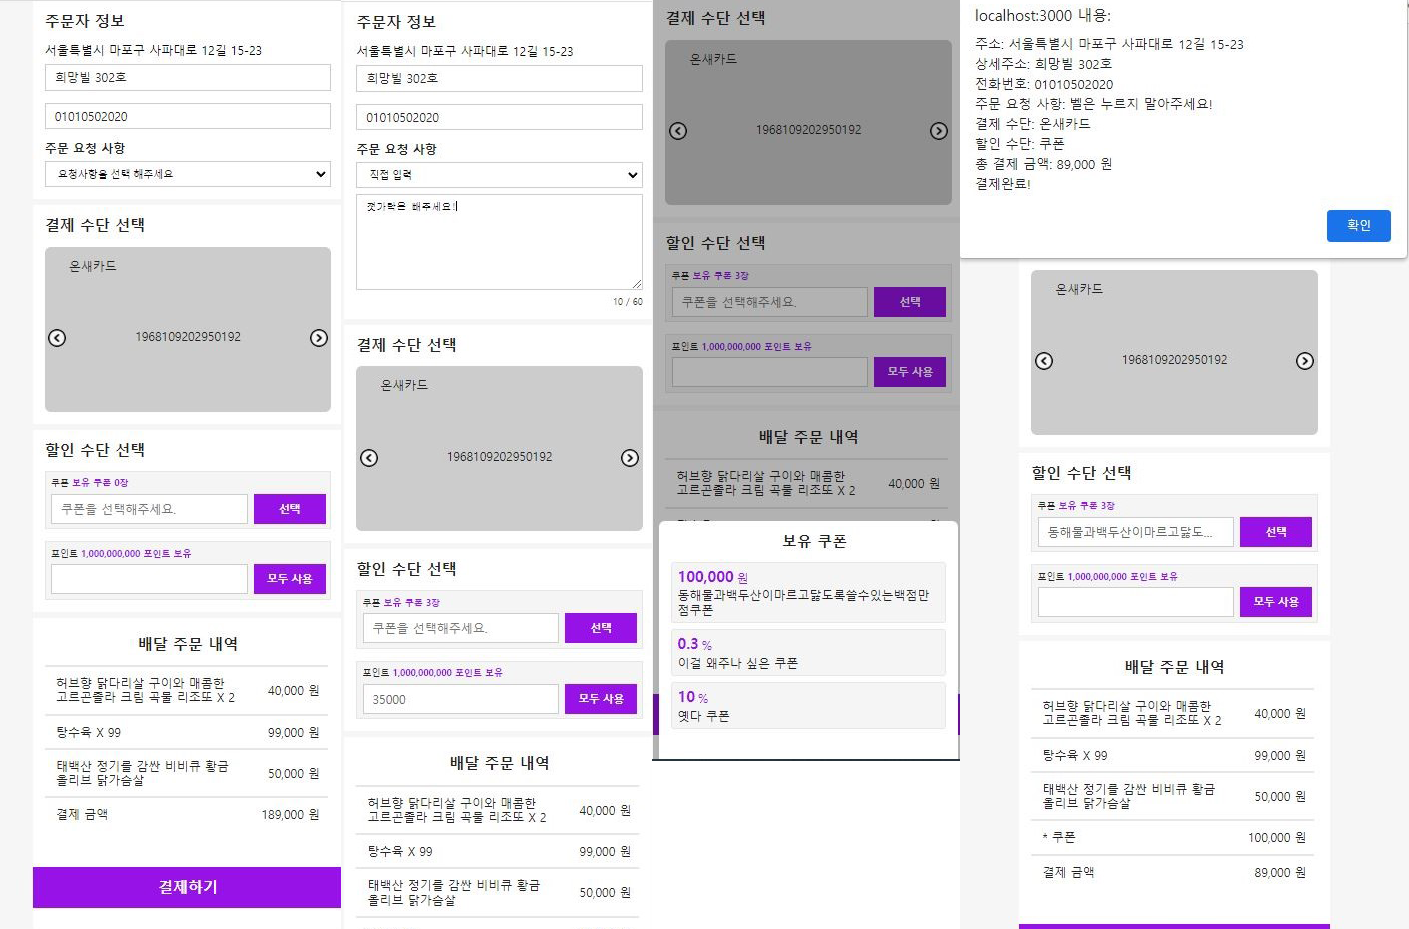 주문자 정보
서울특별시 마포구 사파대로 12길 15-23
희망빌 302호
01010502020
주문 요청 사항
요청사항을 선택 해주세요
결제 수단 선택
온새카드
1968109202950192
할인 수단 선택
쿠폰 보유 쿠폰 0장
쿠폰을 선택해주세요.
선택
포인트 1,000,000,000 포인트 보유
모두 사용
배달 주문 내역
허브향 닭다리살 구이와 매콤한
고르곤졸라 크림 곡물 리조또 X 2
40,000 원
탕수육 X 99
99,000 원
태백산 정기를 감싼 비비큐 황금
올리브 닭가슴살
50,000 원
결제 금액
189,000 원
결제하기
주문자 정보
서울특별시 마포구 사파대로 12길 15-23
희망빌 302호
01010502020
주문 요청 사항
직접 입력
젓가락은 빼주세요!
10 / 60
결제 수단 선택
온새카드
1968109202950192
할인 수단 선택
쿠폰 보유 쿠폰 3장
쿠폰을 선택해주세요.
선택
포인트 1,000,000,000 포인트 보유
35000
모두 사용
배달 주문 내역
허브향 닭다리살 구이와 매콤한
고르곤졸라 크림 곡물 리조또 X 2
40,000 원
탕수육 X 99
99,000 원
태백산 정기를 감싼 비비큐 황금
올리브 닭가슴살
50,000 원
결제 수단 선택
온새카드
1968109202950192
할인 수단 선택
쿠폰 보유 쿠폰 3장
쿠폰을 선택해주세요.
선택
포인트 1,000,000,000 포인트 보유
모두 사용
배달 주문 내역
허브향 닭다리살 구이와 매콤한
고르곤졸라 크림 곡물 리조또 X 2
40,000 원
보유 쿠폰
100,000 원
동해물과백두산이마르고닳도록쓸수있는백점만
점쿠폰
0.3 %
이걸 왜주나 싶은 쿠폰
10 %
옛다 쿠폰
localhost:3000 내용:
주소: 서울특별시 마포구 사파대로 12길 15-23
상세주소: 희망빌 302호
전화번호: 01010502020
주문 요청 사항: 벨은 누르지 말아주세요!
결제 수단: 온새카드
할인 수단: 쿠폰
총 결제 금액: 89,000 원
결제완료!
확인
온새카드
1968109202950192
할인 수단 선택
쿠폰 보유 쿠폰 3장
동해물과백두산이마르고닳도...
선택
포인트 1,000,000,000 포인트 보유
모두 사용
배달 주문 내역
허브향 닭다리살 구이와 매콤한
고르곤졸라 크림 곡물 리조또 X 2
40,000 원
탕수육 X 99
99,000 원
태백산 정기를 감싼 비비큐 황금
올리브 닭가슴살
50,000 원
* 쿠폰
100,000 원
결제 금액
89,000 원